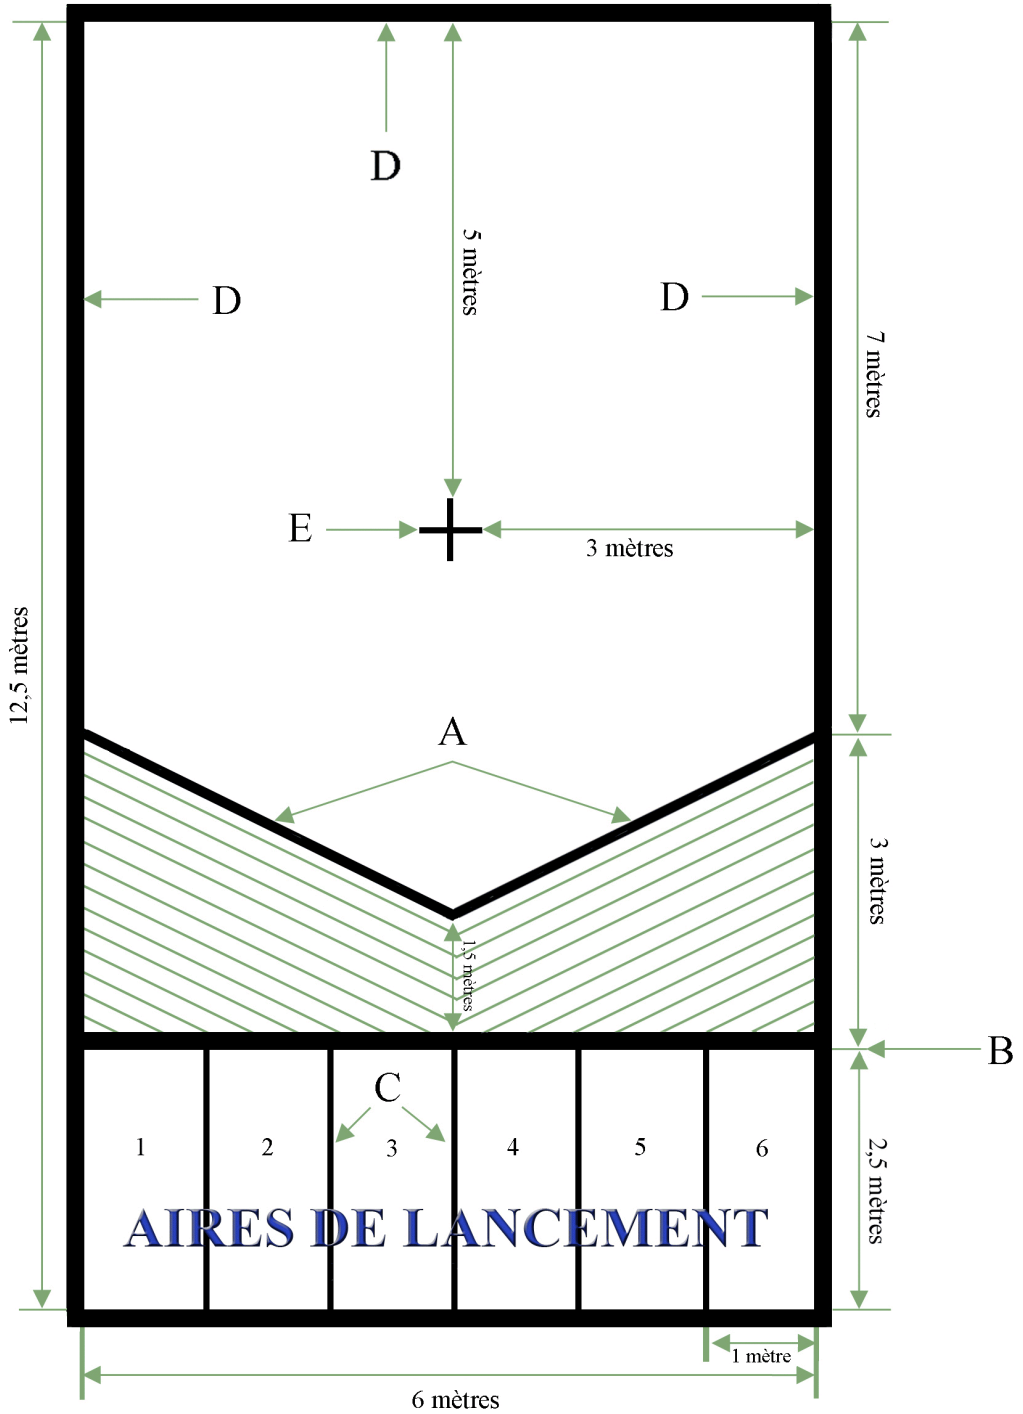 D
5 mètres
D
D
7 mètres
E
3 mètres
12,5 mètres
A
3 mètres
1,5 mètres
B
C
1
2
3
4
5
6
2,5 mètres
AIRES DE LANCEMENT
1 mètre
6 mètres